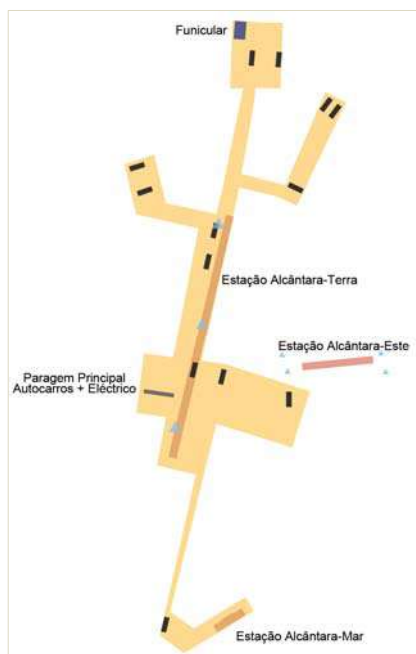 Funicular
Estação Alcântara-Terra
Estação Alcântara-Este
Paragem Principal
Autocarros + Eléctrico
Estação Alcântara-Mar